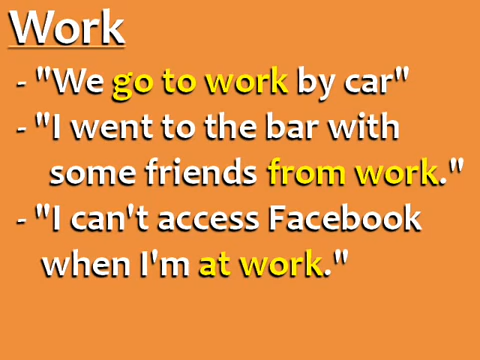 Work
- "We go to work by car"
- "I went to the bar with
some friends from work."
- "I can't access Facebook
when I'm at work."